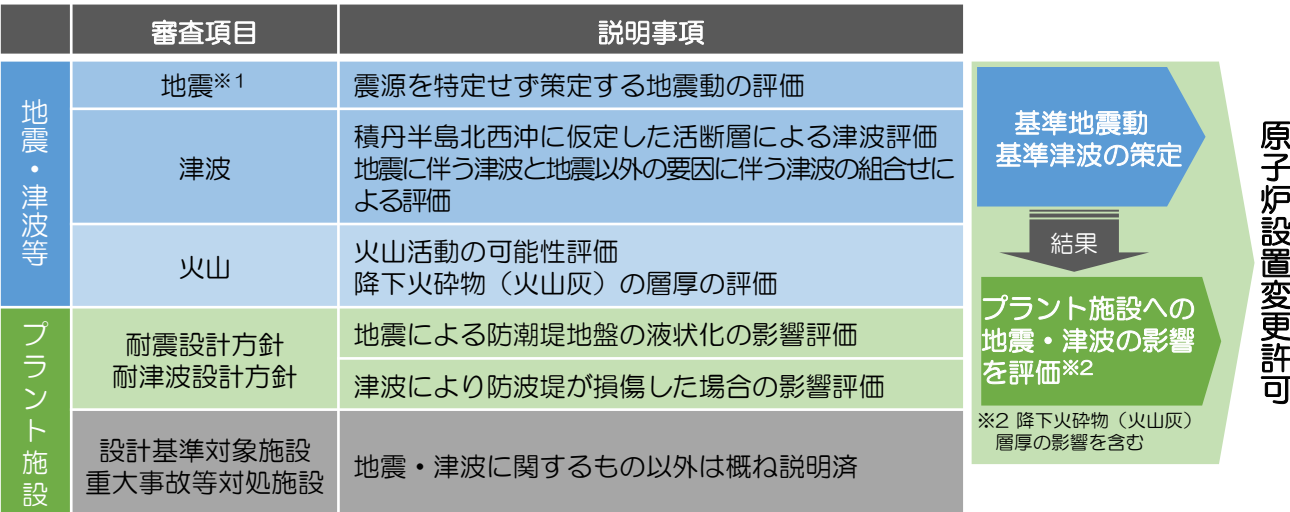 審査項目
説明事項
地震・津波等
地震※1
震源を特定せず策定する地震動の評価
津波
積丹半島北西沖に仮定した活断層による津波評価
地震に伴う津波と地震以外の要因に伴う津波の組合せに
よる評価
火山
火山活動の可能性評価
降下火砕物（火山灰）の層厚の評価
プラント施設
耐震設計方針
耐津波設計方針
地震による防潮堤地盤の液状化の影響評価
津波により防波堤が損傷した場合の影響評価
設計基準対象施設
重大事故等対処施設
地震・津波に関するもの以外は概ね説明済
基準地震動
基準津波の策定
結果
プラント施設への
地震・津波の影響
を評価※2
※2 降下火砕物（火山灰）
層厚の影響を含む
原子炉設置変更許可